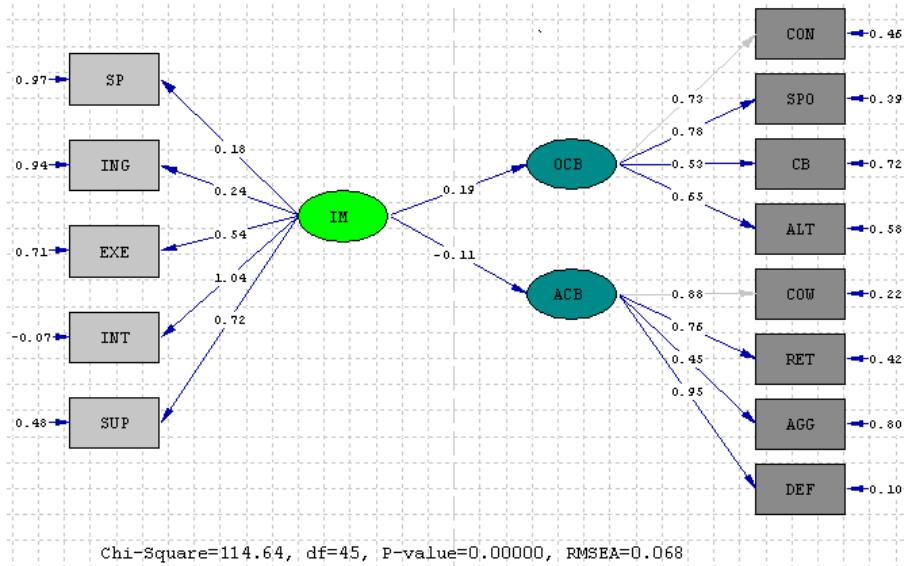 CON
0.46
0.97
SP
0.73
SPO
0.39
0.78
0.18
ING
0.94
OCB
0.53
CB
0.72
0.24
0.19
0.65
IM
ALT
0.58
0.54
EXE
0.71
-0.11
1.04
ACB
0.88
COW
0.22
0.72
0.76
INT
-0.07
0.45
RET
0.42
0.95
SUP
0.48
AGG
0.80
DEF
0.10
Chi-Square=114.64, df=45, P-value=0.00000, RMSEA=0.068